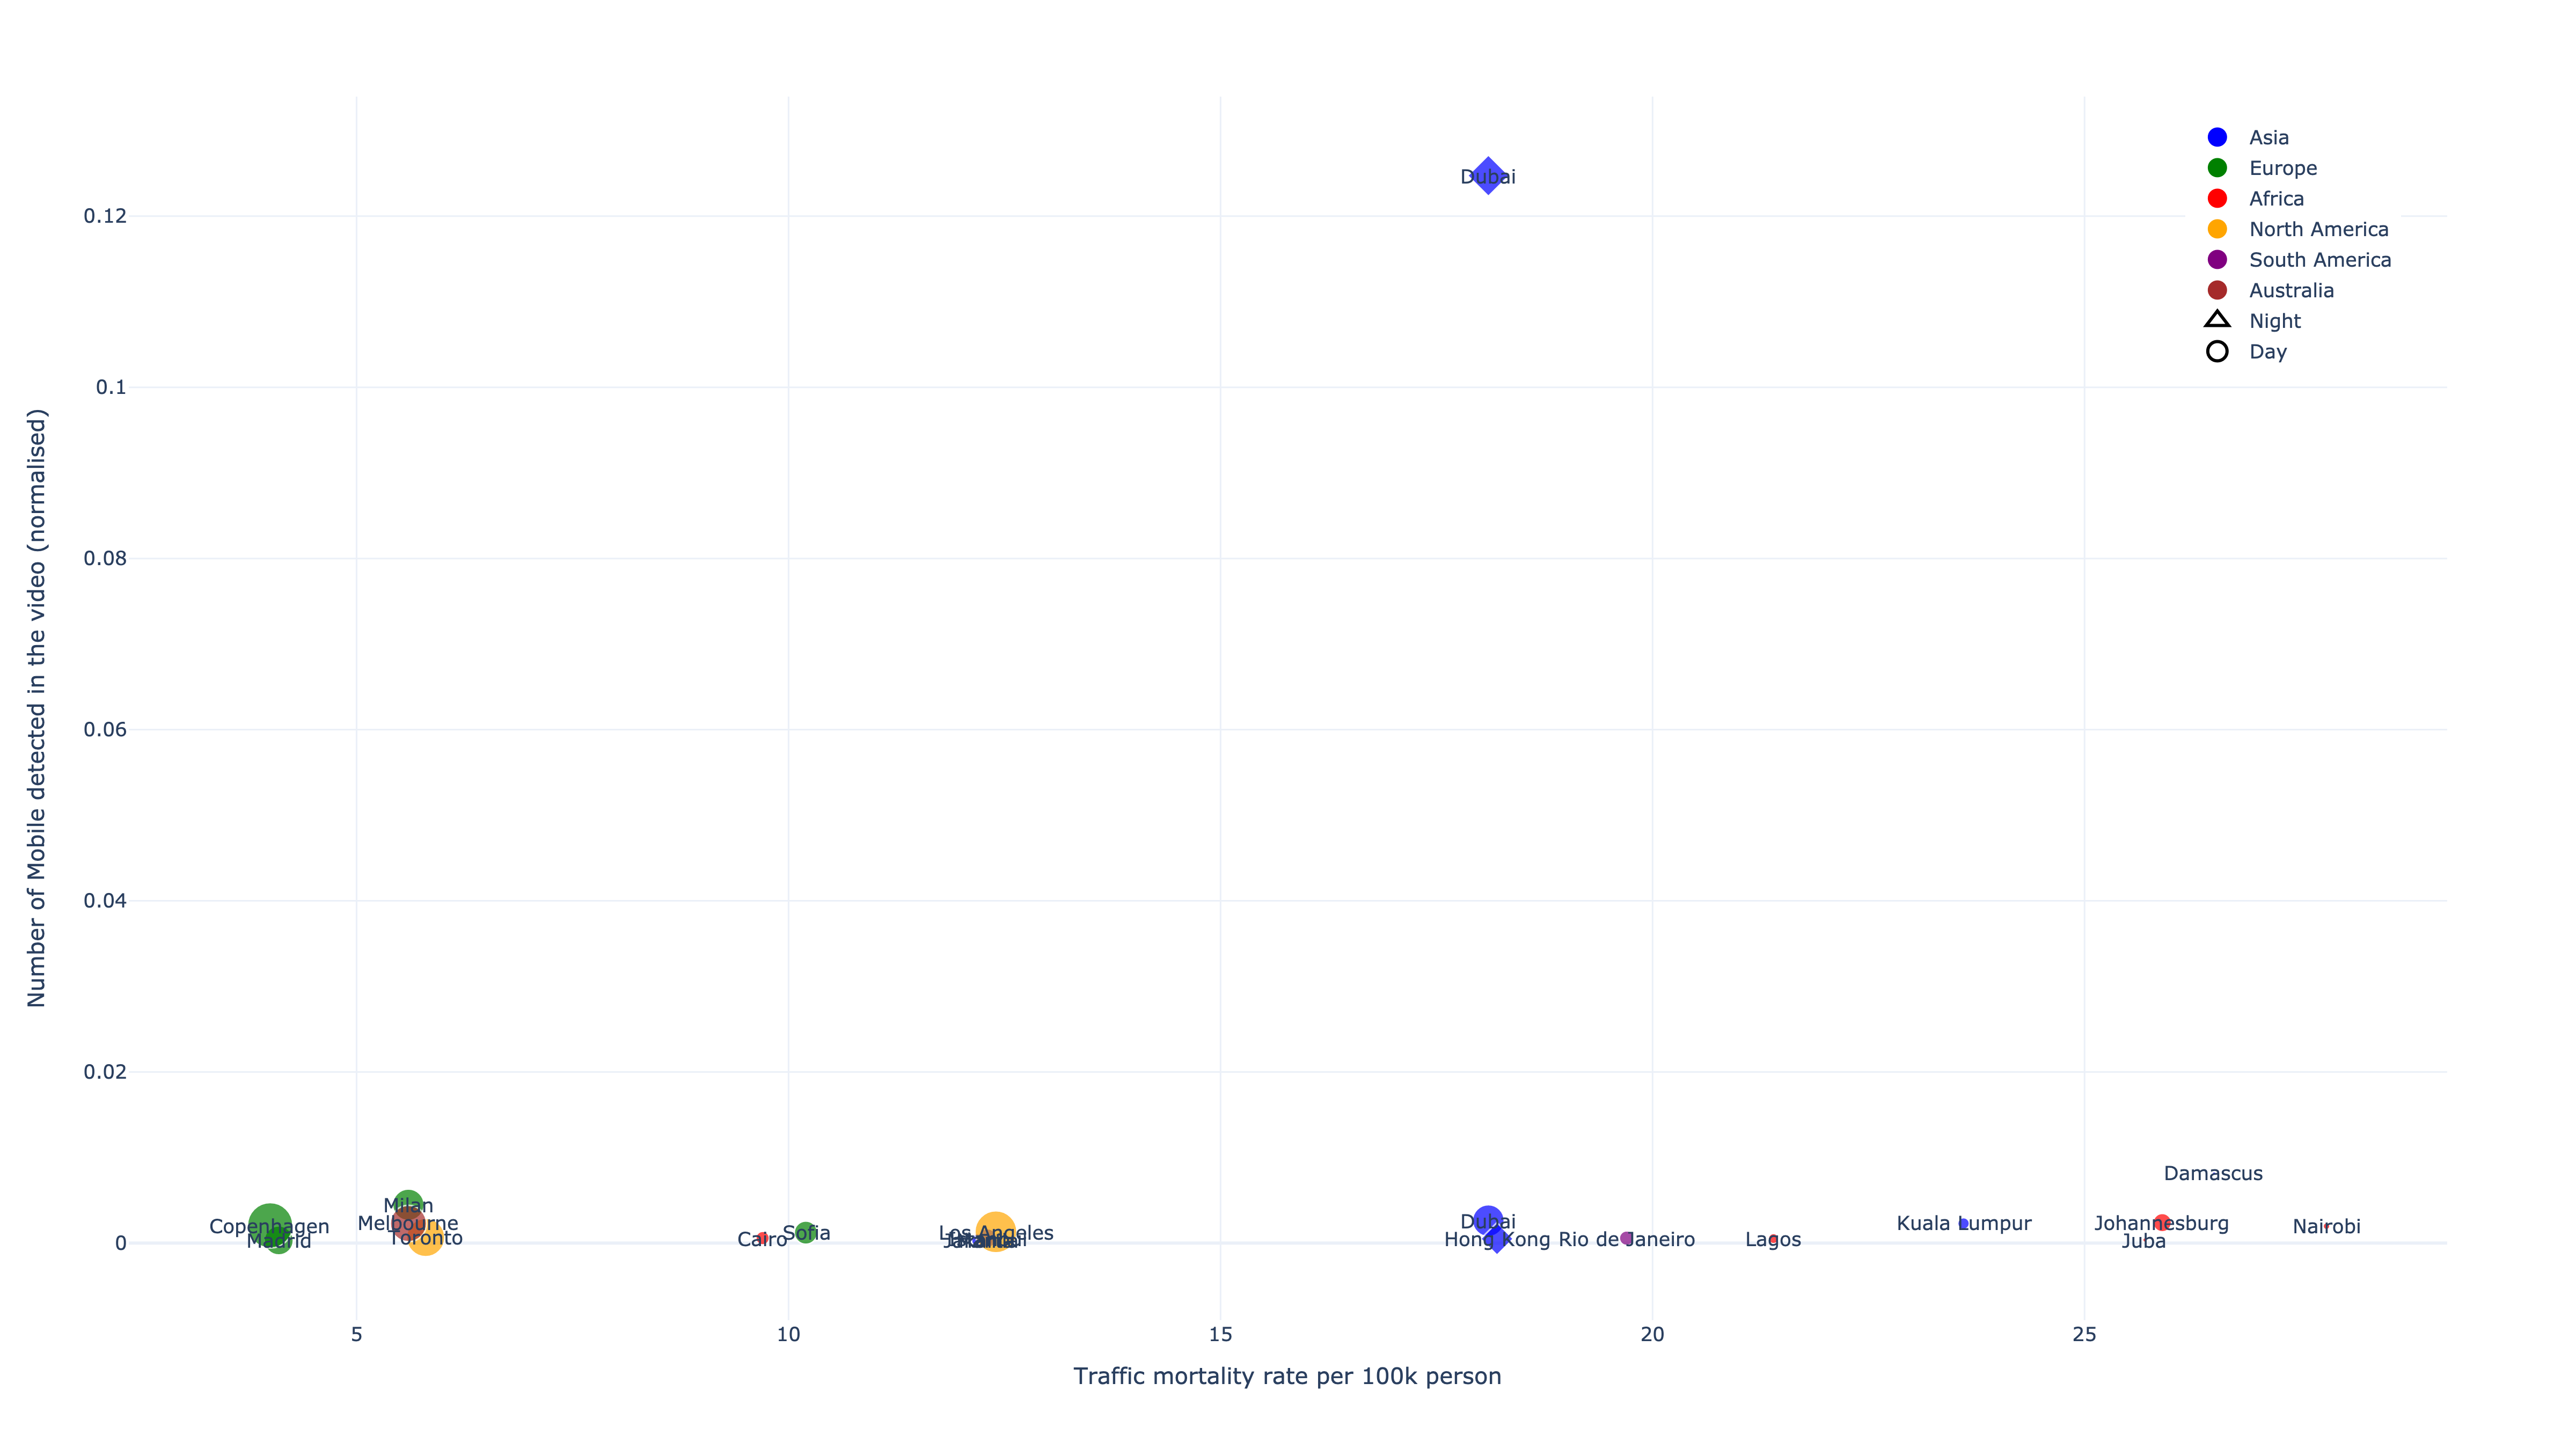 Number of Mobile detected in the video (normalised)
0.12
0.1
0.08
0.06
0.04
0.02
0
Dubai
Asia
Europe
Africa
North America
South America
Australia
Night
Day
Damascus
Milan
Copenhagen
Melbourne
Madrid
Toronto
Cairo
Sofia
Los Angeles
Dubai
Hong Kong
Rio de Janeiro
Lagos
Kuala Lumpur
Johannesburg
Juba
Nairobi
5
10
15
20
25
Traffic mortality rate per 100k person